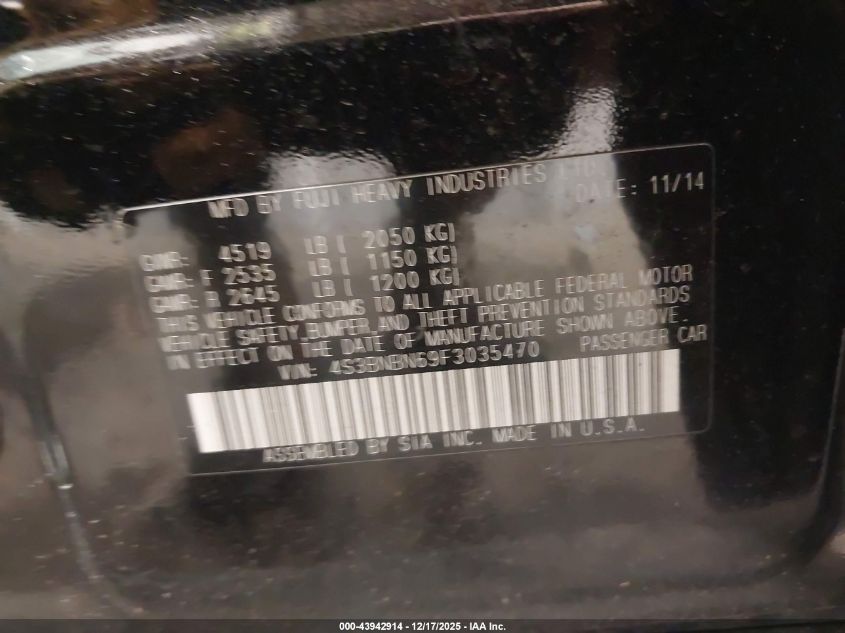 MFD BY FUJI HEAVY INDUSTRIES LTD.
DATE: 11/14
GVWR: 4519 LB ( 2050 KG)
GAWR: F 2535 LB ( 1150 KG)
GAWR: R 2645 LB ( 1200 KG)
THIS VEHICLE CONFORMS TO ALL APPLICABLE FEDERAL MOTOR
VEHICLE SAFETY, BUMPER, AND THEFT PREVENTION STANDARDS
IN EFFECT ON THE DATE OF MANUFACTURE SHOWN ABOVE.
VIN: 4S3BNBN69F3035470 PASSENGER CAR
ASSEMBLED BY SIA INC. MADE IN U.S.A.
000-43942914 - 12/17/2025 - IAA Inc.